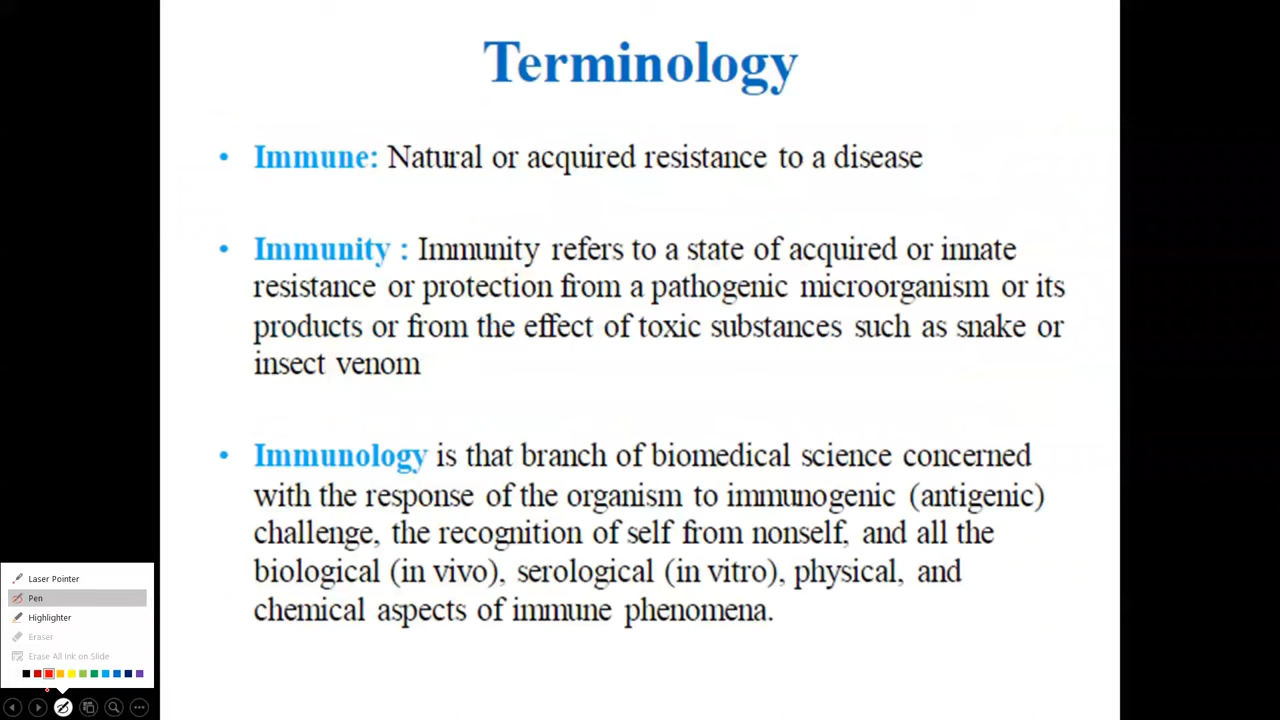 Terminology
• Immune: Natural or acquired resistance to a disease
• Immunity : Immunity refers to a state of acquired or innate
resistance or protection from a pathogenic microorganism or its
products or from the effect of toxic substances such as snake or
insect venom
• Immunology is that branch of biomedical science concerned
with the response of the organism to immunogenic (antigenic)
challenge, the recognition of self from nonself, and all the
biological (in vivo), serological (in vitro), physical, and
chemical aspects of immune phenomena.
Laser Pointer
Pen
Highlighter
Eraser
Erase All Ink on Slide